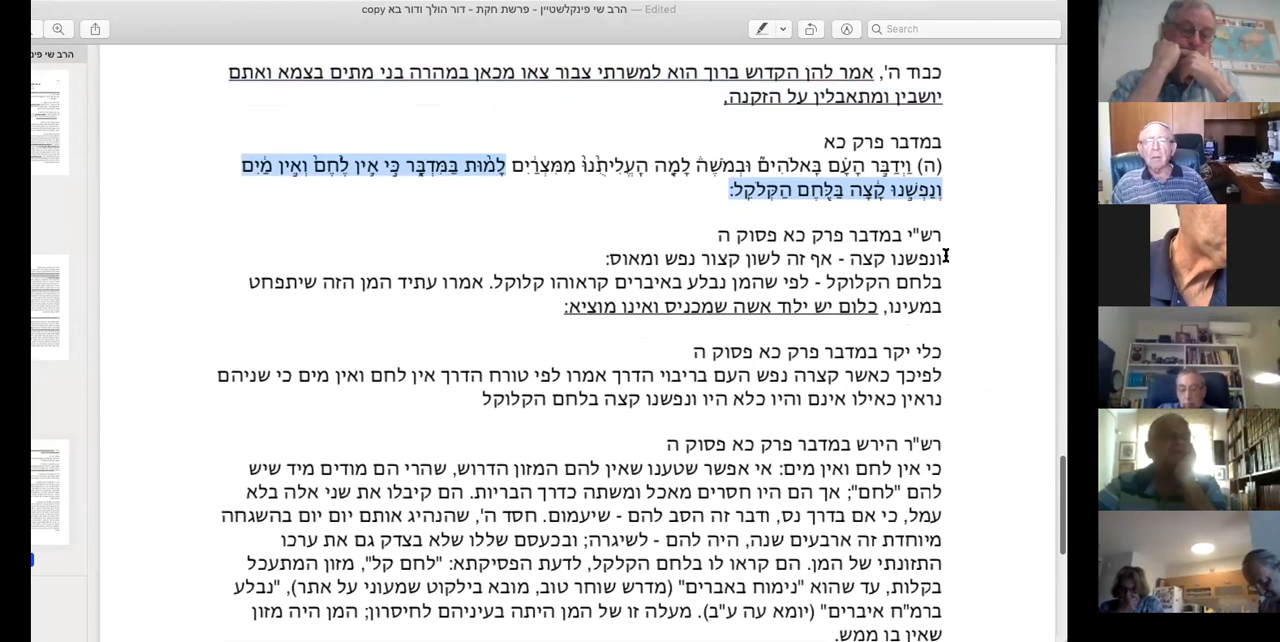 הרב שי פינקלשטיין - פרשת חקת - דור הולך ודור בא copy — Edited
Search
הרב שי פינ
כבוד ה', אמר להן הקדוש ברוך הוא למשרתי צבור צאו מכאן במהרה בני מתים בצמא ואתם
יושבין ומתאבלין על הזקנה.
במדבר פרק כא
(ה) וַיְדַבֵּ֣ר הָעָ֗ם בֵּֽאלֹהִים֮ וּבְמֹשֶׁה֒ לָמָ֤ה הֶֽעֱלִיתֻ֙נוּ֙ מִמִּצְרַ֔יִם לָמ֖וּת בַּמִּדְבָּ֑ר כִּ֣י אֵ֥ין לֶ֙חֶם֙ וְאֵ֣ין מַ֔יִם
וְנַפְשֵׁ֣נוּ קָ֔צָה בַּלֶּ֖חֶם הַקְּלֹקֵֽל:
רש"י במדבר פרק כא פסוק ה
ונפשנו קצה - אף זה לשון קצור נפש ומאוס:
בלחם הקלוקל - לפי שהמן נבלע באיברים קראוהו קלוקל. אמרו עתיד המן הזה שיתפחט
במעינו, כלום יש ילוד אשה שמכניס ואינו מוציא:
כלי יקר במדבר פרק כא פסוק ה
לפיכך כאשר קצרה נפש העם בריבוי הדרך אמרו לפי טורח הדרך אין לחם ואין מים כי שניהם
נראין כאילו אינם והיו כלא היו ונפשנו קצה בלחם הקלוקל
רש"ר הירש במדבר פרק כא פסוק ה
כי אין לחם ואין מים: אי אפשר שטענו שאין להם המזון הדרוש, שהרי הם מודים מיד שיש
להם "לחם"; אך הם היו חסרים מאכל ומשתה כדרך הבריות. הם קיבלו את שני אלה בלא
עמל, כי אם בדרך נס, ודבר זה הסב להם - שיעמום. חסד ה', שהנהיג אותם יום יום בהשגחה
מיוחדת זה ארבעים שנה, היה להם - לשיגרה; ובכעסם שללו שלא בצדק גם את ערכו
התזונתי של המן. הם קראו לו בלחם הקלקל, לדעת הפסיקתא: "לחם קל", מזון המתעכל
בקלות, עד שהוא "נימוח באברים" (מדרש שוחר טוב, מובא בילקוט שמעוני על אתר), "נבלע
ברמ"ח איברים" (יומא עה ע"ב). מעלה זו של המן היתה בעיניהם לחיסרון; המן היה מזון
שאין בו ממש.